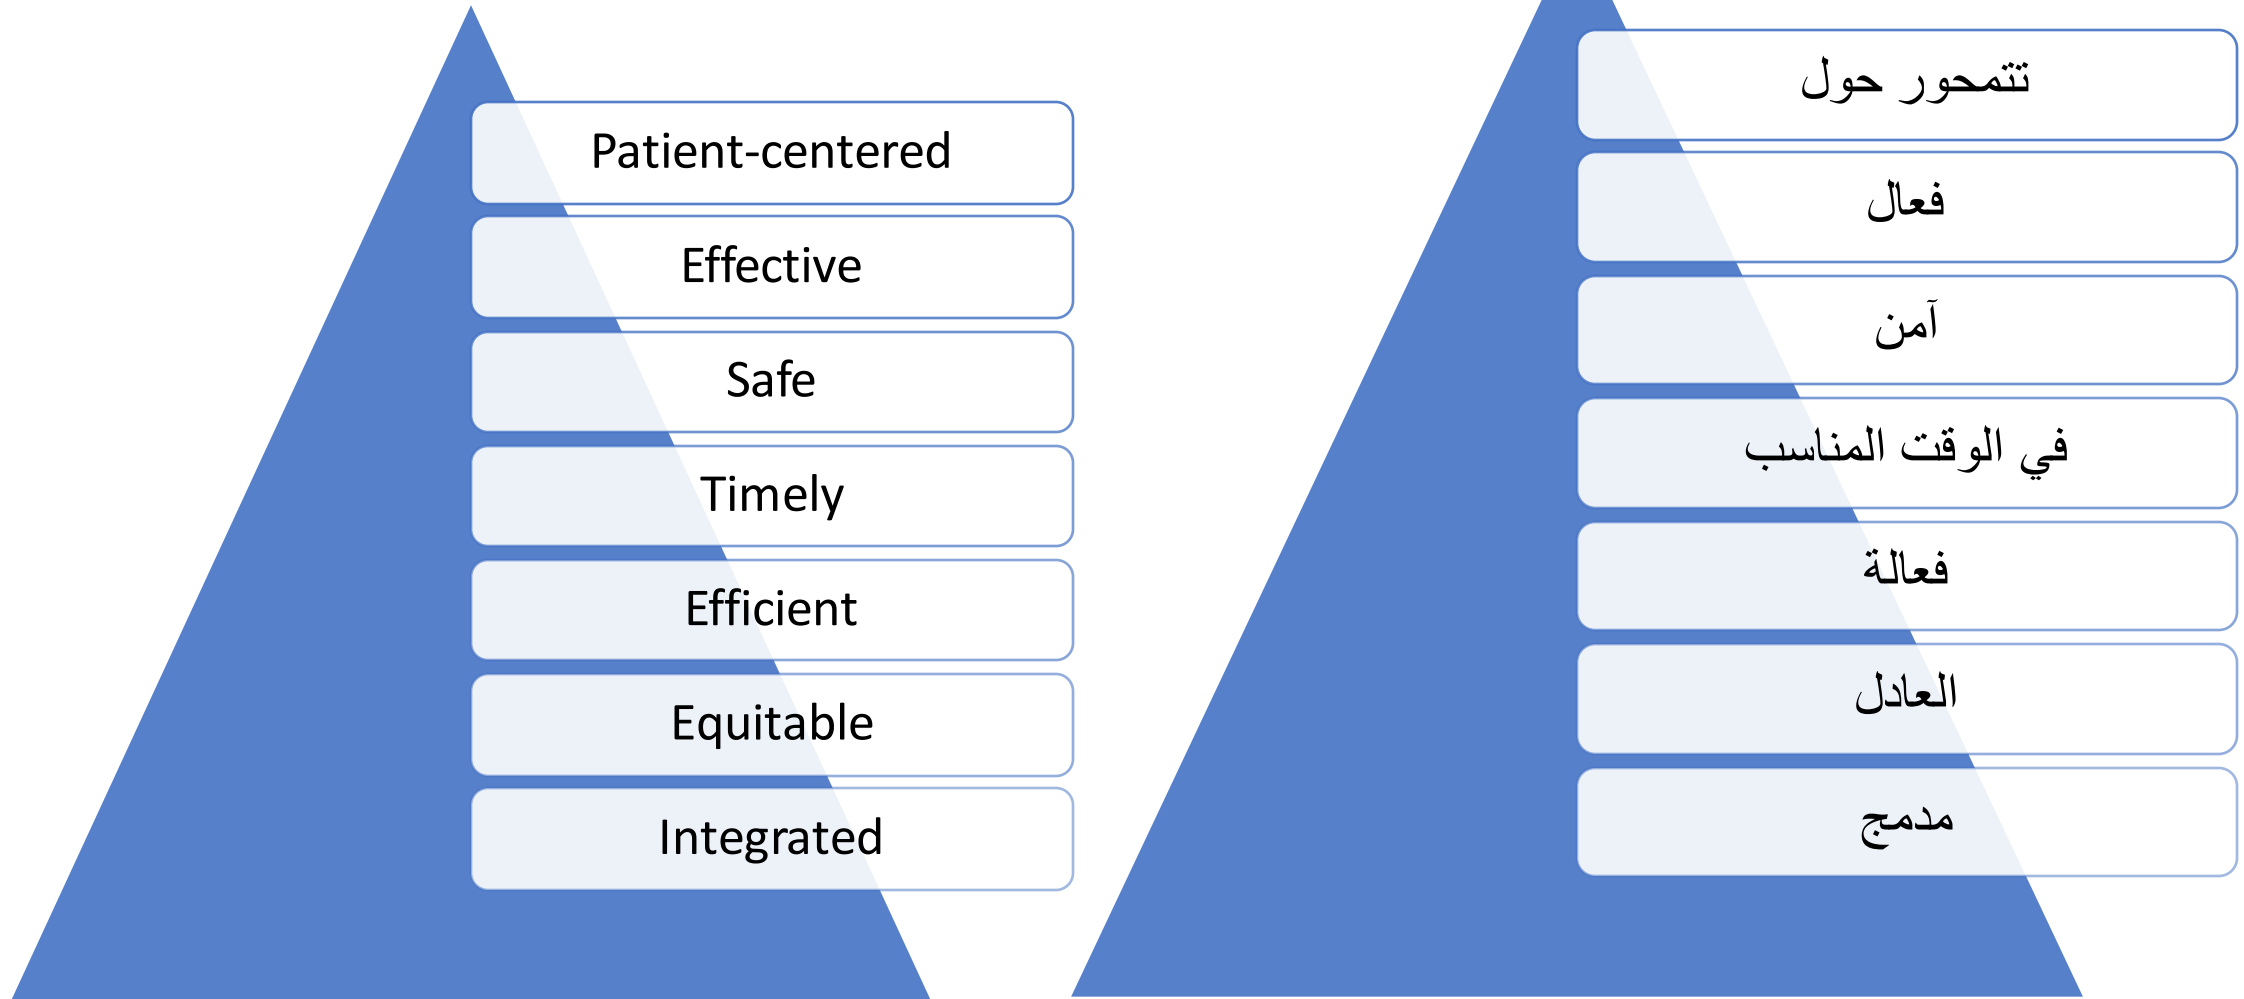 Patient-centered
Effective
Safe
Timely
Efficient
Equitable
Integrated
تتمحور حول
فعال
آمن
في الوقت المناسب
فعالة
العادل
مدمج